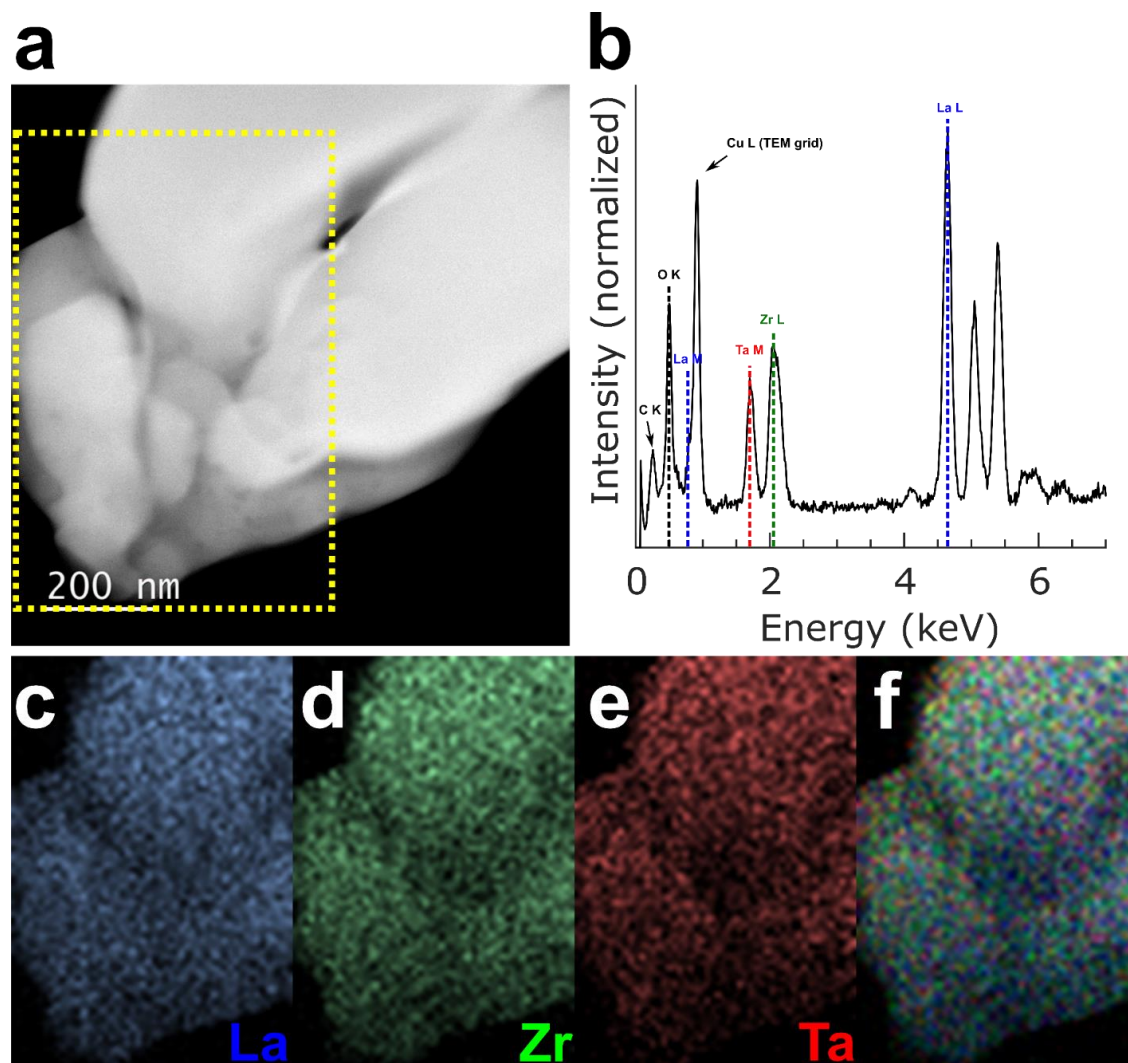 a
200 nm
b
Intensity (normalized)
La L
Cu L (TEM grid)
O K
Zr L
Ta M
La M
C K
0 2 4 6
Energy (keV)
c
La
d
Zr
e
Ta
f